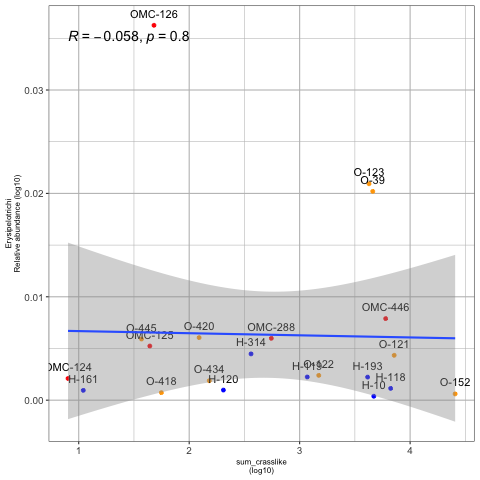 OMC-126
R = −0.058, p = 0.8
0.03
O-123
O-39
0.02
Erysipelotrichi
Relative abundance (log10)
0.01
OMC-446
O-445
OMC-125
O-420
OMC-288
H-314
O-121
OMC-124
H-161
O-418
O-434
H-120
H-119
O-122
H-193
H-118
H-10
O-152
0.00
1 2 3 4
sum_crasslike
(log10)